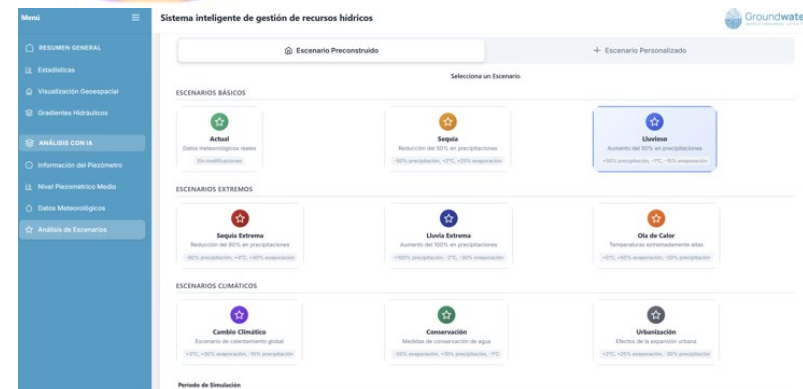 Menú
Sistema inteligente de gestión de recursos hídricos
Groundwate
RESUMEN GENERAL
Estadísticas
Visualización Geoespacial
Gradientes Hidráulicos
ANÁLISIS CON IA
Información del Piezómetro
Nivel Piezométrico Medio
Datos Meteorológicos
Análisis de Escenarios
Escenario Preconstruido
+ Escenario Personalizado
Selecciona un Escenario
ESCENARIOS BÁSICOS
Actual
Datos meteorológicos reales
Sin modificaciones
Sequía
Reducción del 50% en precipitaciones
-50% precipitación, +2°C, +20% evaporación
Lluvioso
Aumento del 50% en precipitaciones
+50% precipitación, -1°C, -15% evaporación
ESCENARIOS EXTREMOS
Sequía Extrema
Reducción del 80% en precipitaciones
-80% precipitación, +4°C, +40% evaporación
Lluvia Extrema
Aumento del 100% en precipitaciones
+100% precipitación, -2°C, -30% evaporación
Ola de Calor
Temperaturas extremadamente altas
+5°C, +50% evaporación, -20% precipitación
ESCENARIOS CLIMÁTICOS
Cambio Climático
Escenario de calentamiento global
+3°C, +30% evaporación, -15% precipitación
Conservación
Medidas de conservación de agua
-20% evaporación, +10% precipitación, -1°C
Urbanización
Efectos de la expansión urbana
+2°C, +25% evaporación, -30% precipitación
Periodo de Simulación